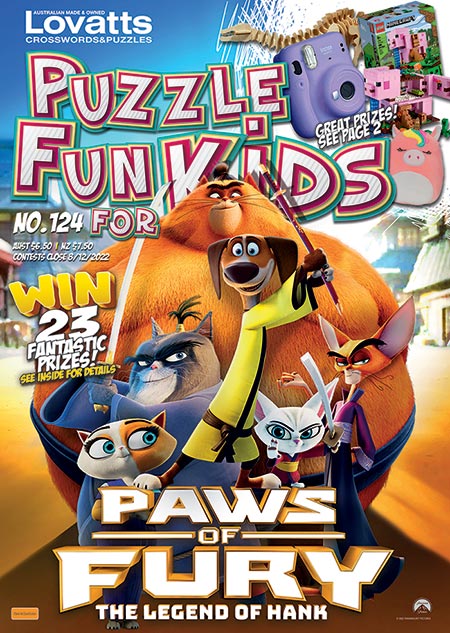 AUSTRALIAN MADE & OWNED
Lovatts
CROSSWORDS&PUZZLES
MINECRAFT
PUZZLE
FUN KIDS
FOR
GREAT PRIZES!
SEE PAGE 2
NO. 124
AUST $6.50 | NZ $7.50
CONTESTS CLOSE 8/12/2022
WIN
23
FANTASTIC
PRIZES!
SEE INSIDE FOR DETAILS
PAWS
OF
FURY
THE LEGEND OF HANK